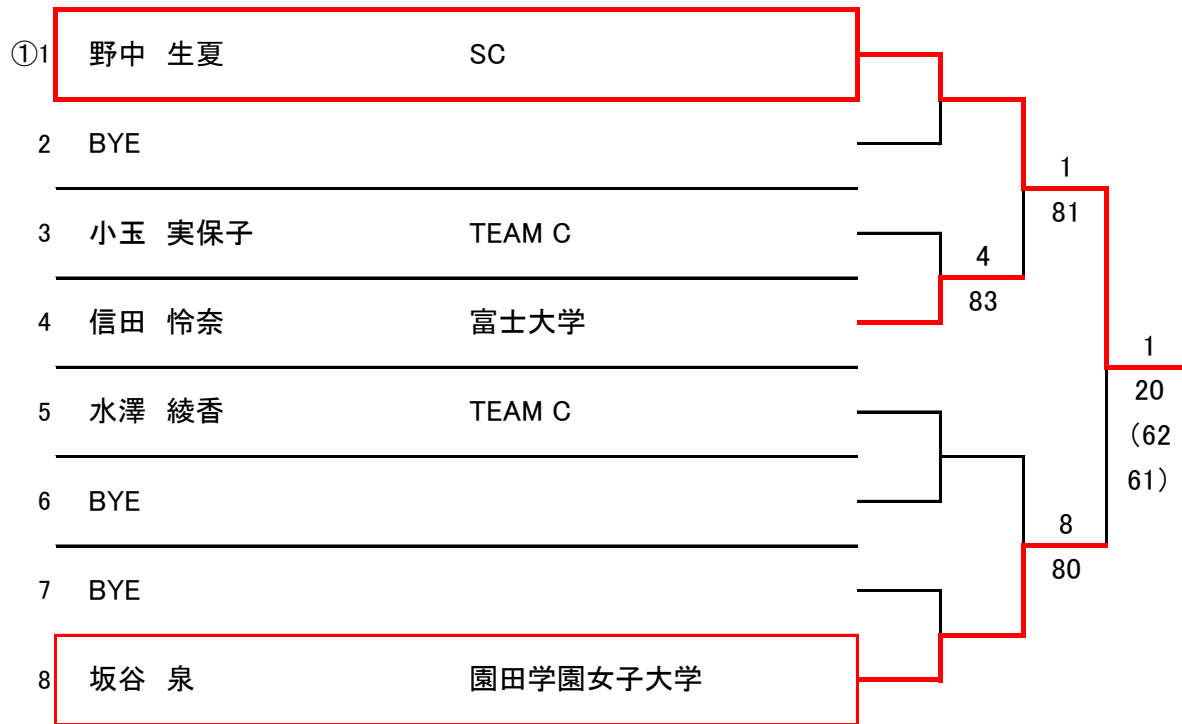 ①1 野中 生夏 SC
2 BYE
1
81
3 小玉 実保子 TEAM C
4
83
4 信田 怜奈 富士大学
1
20
(62
61)
5 水澤 綾香 TEAM C
6 BYE
8
80
7 BYE
8 坂谷 泉 園田学園女子大学